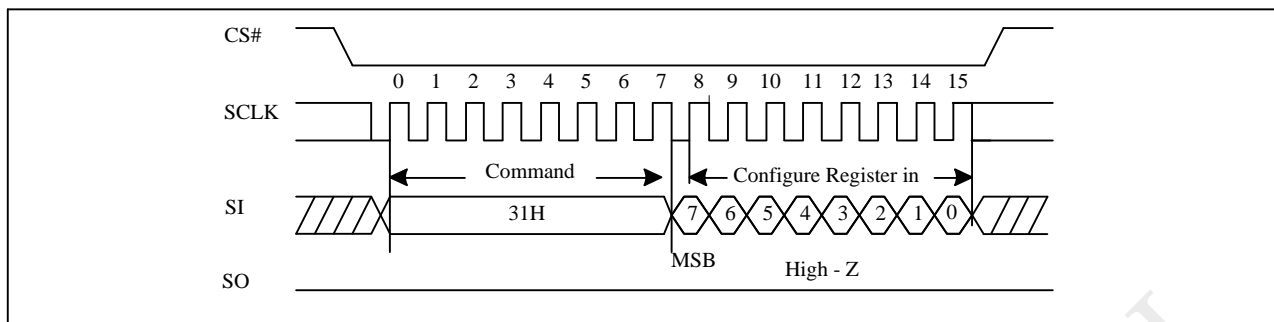 CS#
0 1 2 3 4 5 6 7 8 9 10 11 12 13 14 15
SCLK
Command Configure Register in
SI 31H 7 6 5 4 3 2 1 0
MSB High - Z
SO